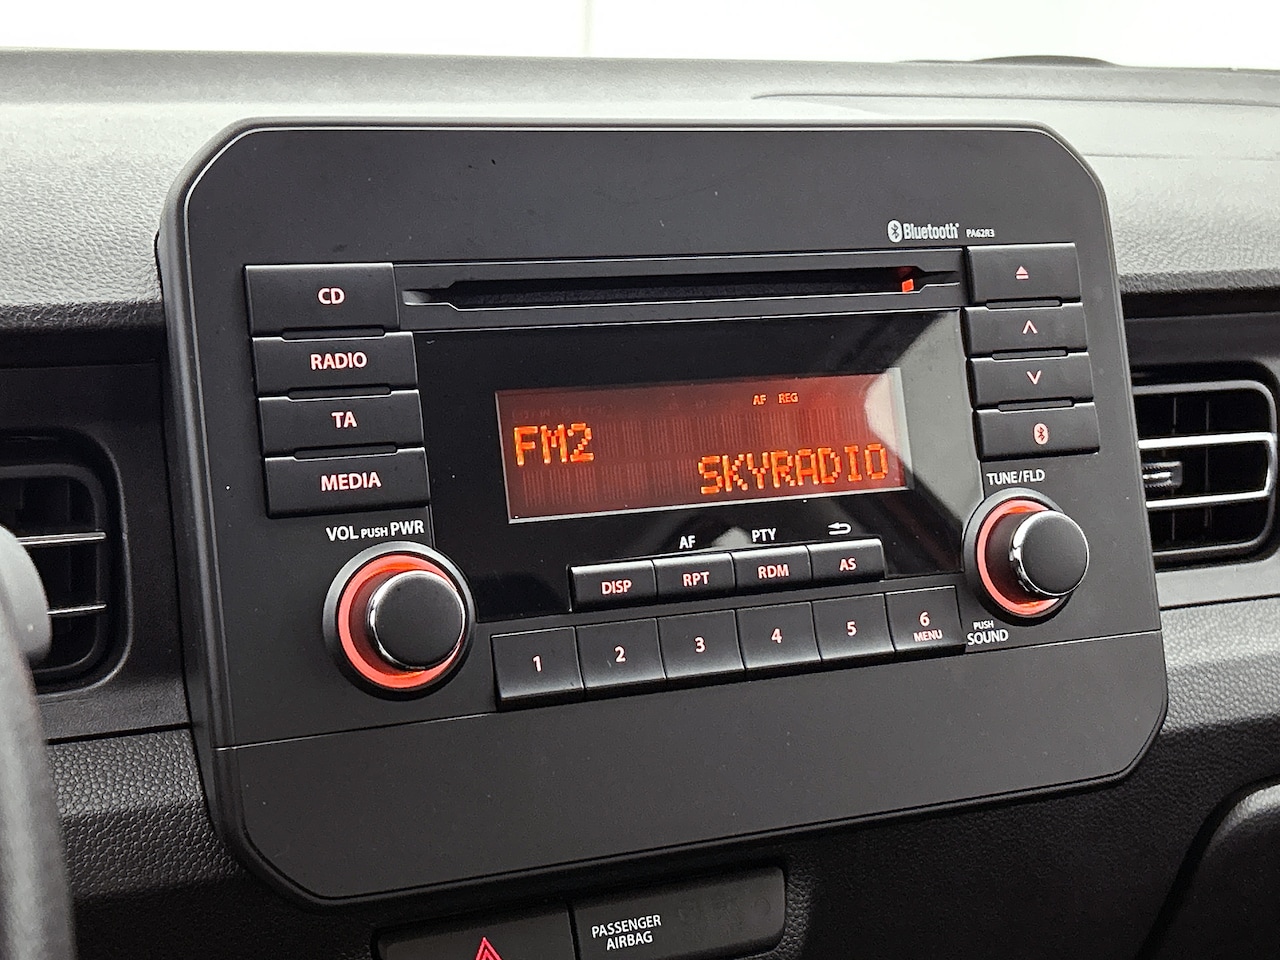 Bluetooth® PA62R3
CD
RADIO
TA
MEDIA
VOL PUSH PWR
AF REG
FM2
SKYRADIO
TUNE/FLD
AF PTY
DISP RPT RDM AS
1 2 3 4 5 6
MENU
PUSH
SOUND
PASSENGER
AIRBAG